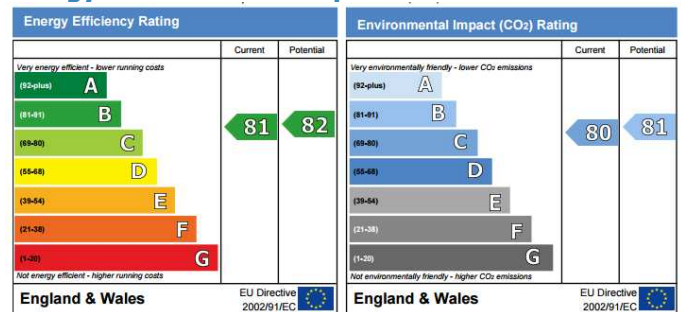 Energy Efficiency Rating
Current Potential
Very energy efficient - lower running costs
(92-plus) A
(81-91) B
81 82
(69-80) C
(55-68) D
(39-54) E
(21-38) F
(1-20) G
Not energy efficient - higher running costs
England & Wales
EU Directive
2002/91/EC
Environmental Impact (CO₂) Rating
Current Potential
Very environmentally friendly - lower CO₂ emissions
(92-plus) A
(81-91) B
80 81
(69-80) C
(55-68) D
(39-54) E
(21-38) F
(1-20) G
Not environmentally friendly - higher CO₂ emissions
England & Wales
EU Directive
2002/91/EC